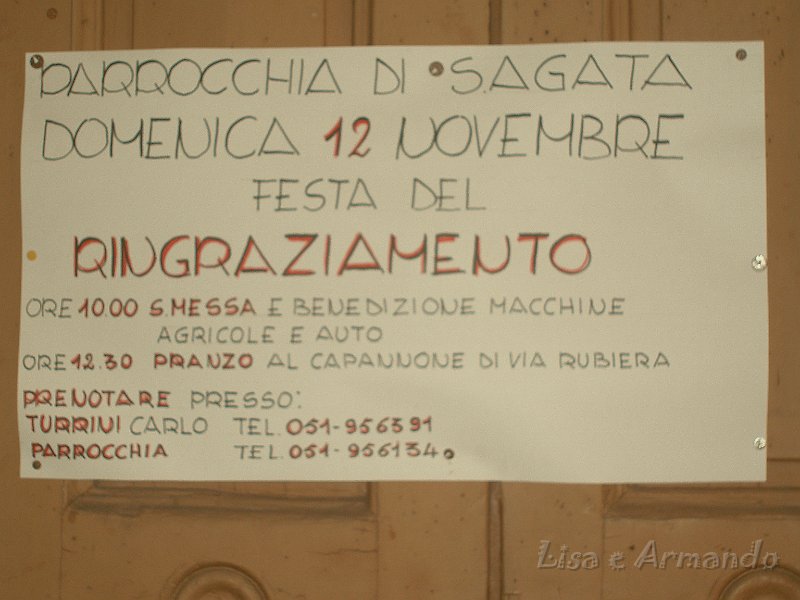 PARROCCHIA DI S.AGATA
DOMENICA 12 NOVEMBRE
FESTA DEL
RINGRAZIAMENTO
ORE 10.00 S.MESSA E BENEDIZIONE MACCHINE
AGRICOLE E AUTO
ORE 12.30 PRANZO AL CAPANNONE DI VIA RUBIERA
PRENOTARE PRESSO:
TURRINI CARLO TEL. 051-956391
PARROCCHIA TEL. 051-956134
Lisa e Armando